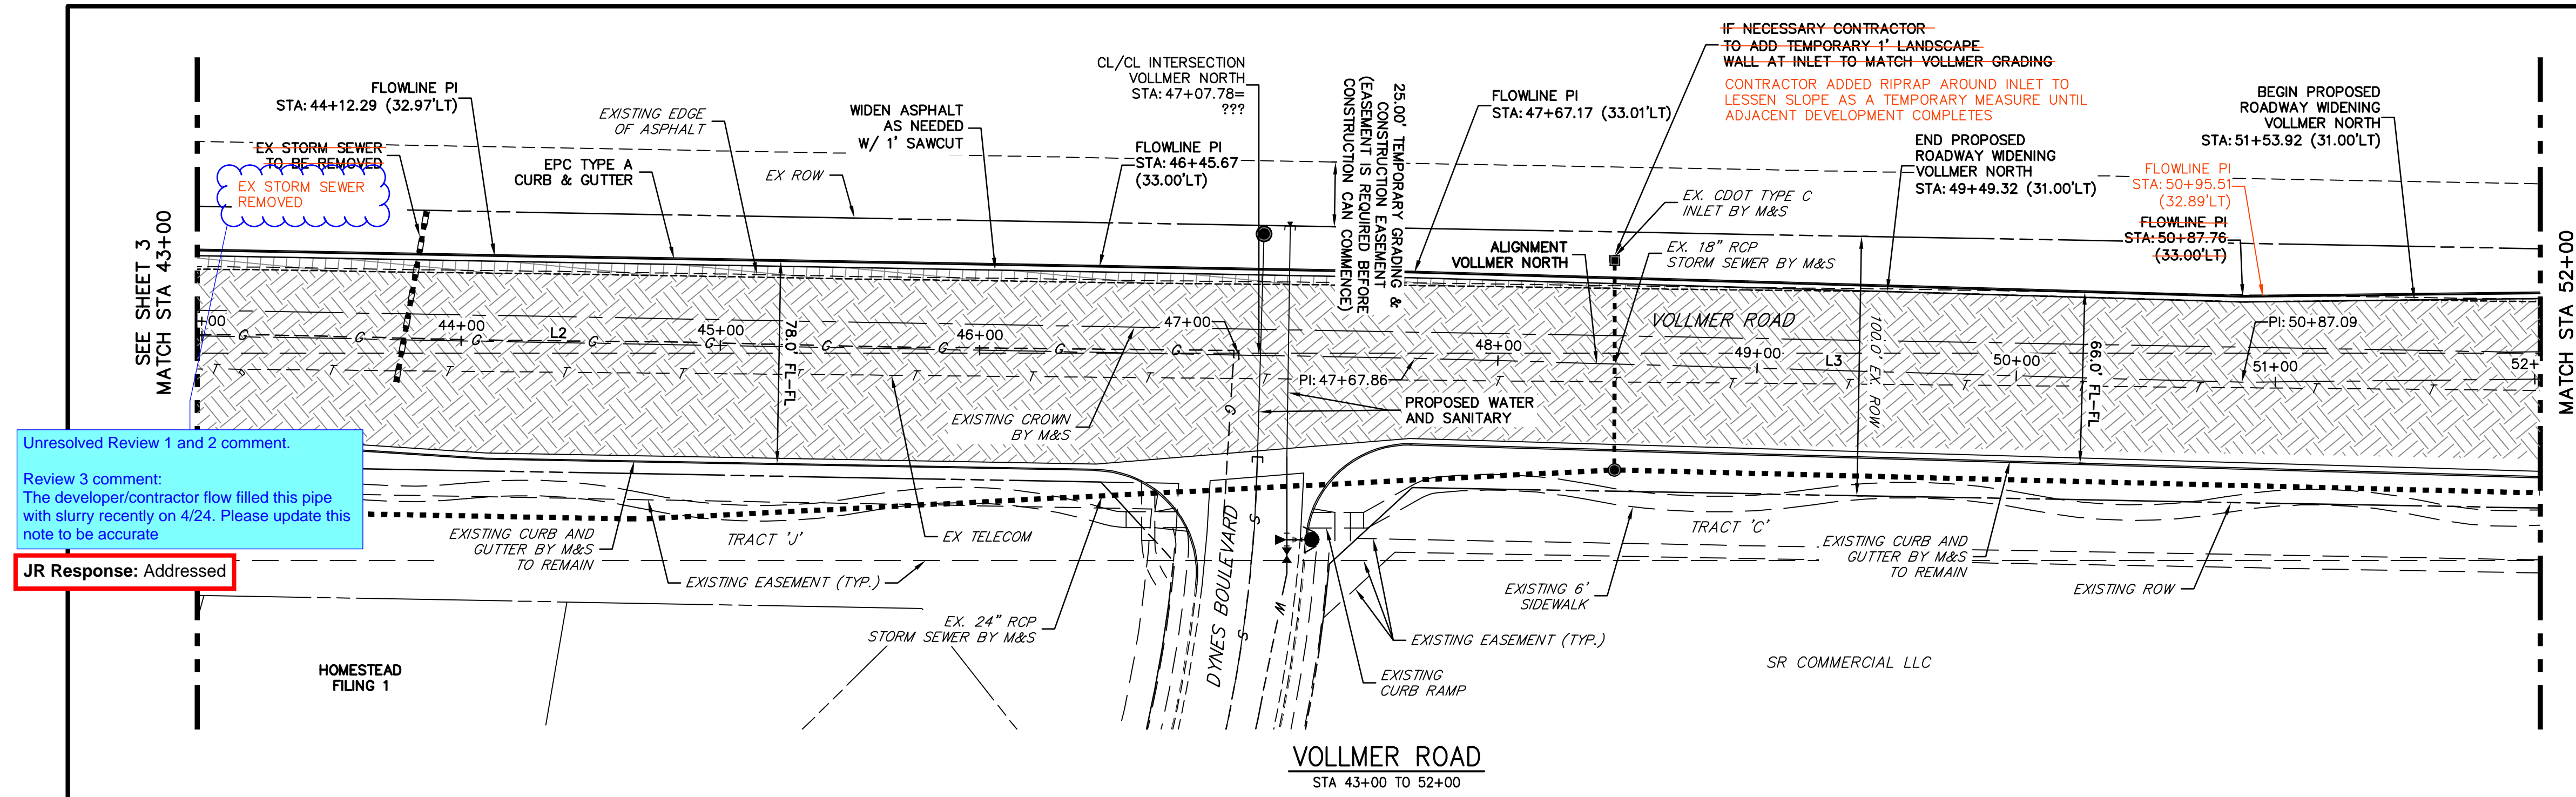 IF NECESSARY CONTRACTOR
TO ADD TEMPORARY 1' LANDSCAPE
WALL AT INLET TO MATCH VOLLMER GRADING
CONTRACTOR ADDED RIPRAP AROUND INLET TO
LESSEN SLOPE AS A TEMPORARY MEASURE UNTIL
ADJACENT DEVELOPMENT COMPLETES
CL/CL INTERSECTION
VOLLMER NORTH
STA: 47+07.78=
???
25.00' TEMPORARY GRADING &
CONSTRUCTION EASEMENT
(EASEMENT IS REQUIRED BEFORE
CONSTRUCTION CAN COMMENCE)
FLOWLINE PI
STA: 44+12.29 (32.97'LT)
EXISTING EDGE
OF ASPHALT
WIDEN ASPHALT
AS NEEDED
W/ 1' SAWCUT
FLOWLINE PI
STA: 47+67.17 (33.01'LT)
BEGIN PROPOSED
ROADWAY WIDENING
VOLLMER NORTH
STA: 51+53.92 (31.00'LT)
EX STORM SEWER
TO BE REMOVED
EX STORM SEWER
REMOVED
EPC TYPE A
CURB & GUTTER
EX ROW
FLOWLINE PI
STA: 46+45.67
(33.00'LT)
END PROPOSED
ROADWAY WIDENING
VOLLMER NORTH
STA: 49+49.32 (31.00'LT)
FLOWLINE PI
STA: 50+95.51
(32.89'LT)
FLOWLINE PI
STA: 50+87.76
(33.00'LT)
EX. CDOT TYPE C
INLET BY M&S
ALIGNMENT
VOLLMER NORTH
EX. 18" RCP
STORM SEWER BY M&S
SEE SHEET 3
MATCH STA 43+00
MATCH STA 52+00
+00
44+00
L2
45+00
46+00
47+00
48+00
49+00
L3
50+00
51+00
52+
G G G G G G G G
T T T T T T T T T T T T T T T T
VOLLMER ROAD
PI: 50+87.09
PI: 47+67.86
78.0' FL-FL
100.0' EX. ROW
66.0' FL-FL
EXISTING CROWN
BY M&S
PROPOSED WATER
AND SANITARY
G
S
S
W
Unresolved Review 1 and 2 comment.
Review 3 comment:
The developer/contractor flow filled this pipe
with slurry recently on 4/24. Please update this
note to be accurate
JR Response: Addressed
EXISTING CURB AND
GUTTER BY M&S
TO REMAIN
TRACT 'J'
EX TELECOM
DYNES BOULEVARD
TRACT 'C'
EXISTING CURB AND
GUTTER BY M&S
TO REMAIN
EXISTING EASEMENT (TYP.)
EXISTING 6'
SIDEWALK
EXISTING ROW
EX. 24" RCP
STORM SEWER BY M&S
EXISTING EASEMENT (TYP.)
EXISTING
CURB RAMP
SR COMMERCIAL LLC
HOMESTEAD
FILING 1
VOLLMER ROAD
STA 43+00 TO 52+00